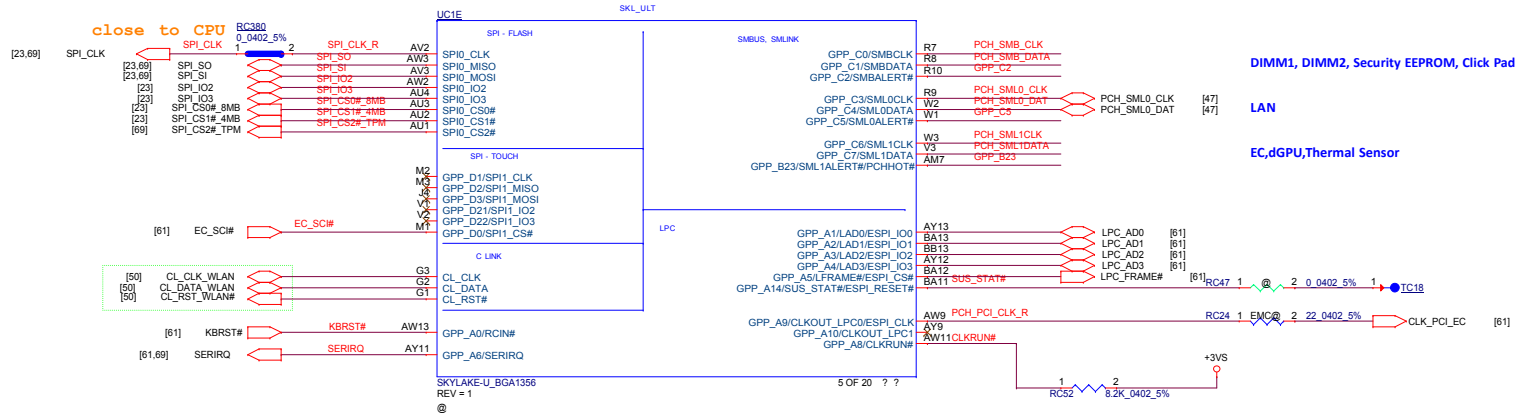 SKL_ULT
UC1E
close to CPU
RC380
0_0402_5%
SPI - FLASH
SMBUS, SMLINK
[23,69] SPI_CLK SPI_CLK 1 2 SPI_CLK_R AV2 SPI0_CLK
[23,69] SPI_SO SPI_SO AW3 SPI0_MISO
[23,69] SPI_SI SPI_SI AV3 SPI0_MOSI
[23] SPI_IO2 SPI_IO2 AW2 SPI0_IO2
[23] SPI_IO3 SPI_IO3 AU4 SPI0_IO3
[23] SPI_CS0#_8MB SPI_CS0#_8MB AU3 SPI0_CS0#
[23] SPI_CS1#_4MB SPI_CS1#_4MB AU2 SPI0_CS1#
[69] SPI_CS2#_TPM SPI_CS2#_TPM AU1 SPI0_CS2#
GPP_C0/SMBCLK R7 PCH_SMB_CLK
GPP_C1/SMBDATA R8 PCH_SMB_DATA
GPP_C2/SMBALERT# R10 GPP_C2
DIMM1, DIMM2, Security EEPROM, Click Pad
GPP_C3/SML0CLK R9 PCH_SML0_CLK PCH_SML0_CLK [47]
GPP_C4/SML0DATA W2 PCH_SML0_DAT PCH_SML0_DAT [47]
GPP_C5/SML0ALERT# W1 GPP_C5
LAN
GPP_C6/SML1CLK W3 PCH_SML1CLK
GPP_C7/SML1DATA V3 PCH_SML1DATA
GPP_B23/SML1ALERT#/PCHHOT# AM7 GPP_B23
EC,dGPU,Thermal Sensor
SPI - TOUCH
M2 GPP_D1/SPI1_CLK
M3 GPP_D2/SPI1_MISO
J4 GPP_D3/SPI1_MOSI
V1 GPP_D21/SPI1_IO2
V2 GPP_D22/SPI1_IO3
[61] EC_SCI# EC_SCI# M1 GPP_D0/SPI1_CS#
LPC
GPP_A1/LAD0/ESPI_IO0 AY13 LPC_AD0 [61]
GPP_A2/LAD1/ESPI_IO1 BA13 LPC_AD1 [61]
GPP_A3/LAD2/ESPI_IO2 BB13 LPC_AD2 [61]
GPP_A4/LAD3/ESPI_IO3 AY12 LPC_AD3 [61]
GPP_A5/LFRAME#/ESPI_CS# BA12 LPC_FRAME# [61]
GPP_A14/SUS_STAT#/ESPI_RESET# BA11 SUS_STAT# RC47 1 @ 2 0_0402_5% 1 TC18
C LINK
[50] CL_CLK_WLAN G3 CL_CLK
[50] CL_DATA_WLAN G2 CL_DATA
[50] CL_RST_WLAN# G1 CL_RST#
[61] KBRST# KBRST# AW13 GPP_A0/RCIN#
[61,69] SERIRQ SERIRQ AY11 GPP_A6/SERIRQ
GPP_A9/CLKOUT_LPC0/ESPI_CLK AW9 PCH_PCI_CLK_R RC24 1 EMC@ 2 22_0402_5% CLK_PCI_EC [61]
GPP_A10/CLKOUT_LPC1 AY9
GPP_A8/CLKRUN# AW11 CLKRUN#
+3VS
1 2
RC52 8.2K_0402_5%
SKYLAKE-U_BGA1356
5 OF 20 ? ?
REV = 1
@